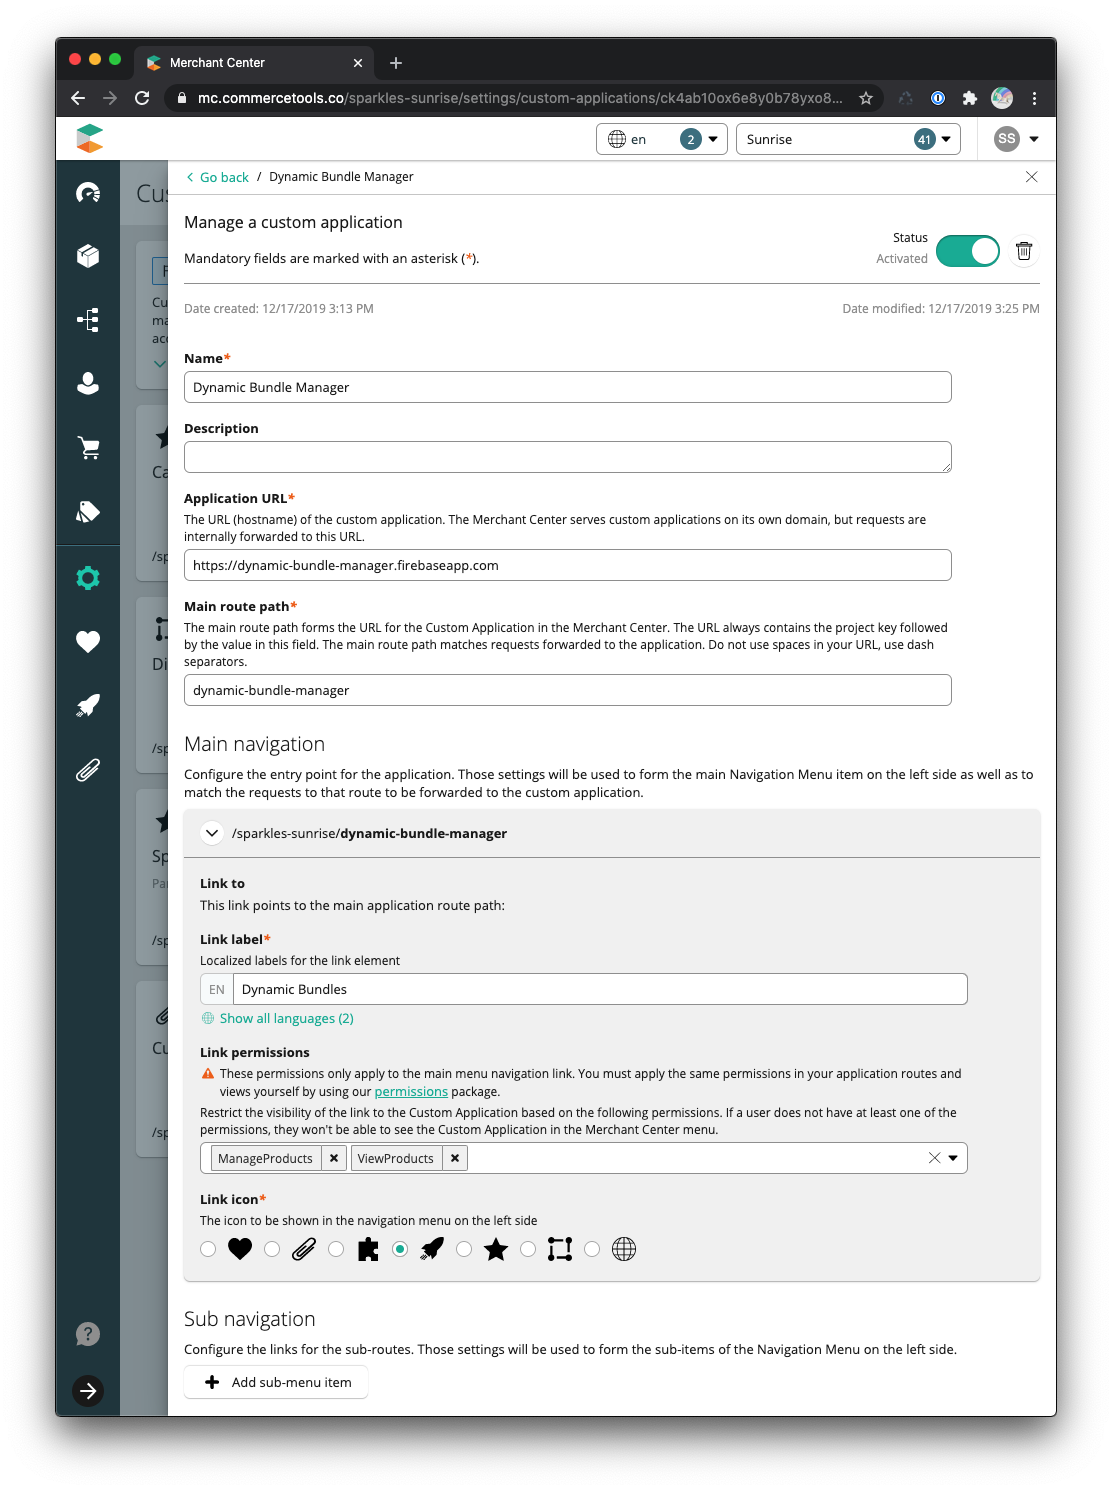 Merchant Center
mc.commercetools.co/sparkles-sunrise/settings/custom-applications/ck4ab10ox6e8y0b78yxo8...
en 2
Sunrise 41
SS
Go back / Dynamic Bundle Manager
Manage a custom application
Mandatory fields are marked with an asterisk (*).
Status
Activated
Date created: 12/17/2019 3:13 PM
Date modified: 12/17/2019 3:25 PM
Name*
Dynamic Bundle Manager
Description
Application URL*
The URL (hostname) of the custom application. The Merchant Center serves custom applications on its own domain, but requests are
internally forwarded to this URL.
https://dynamic-bundle-manager.firebaseapp.com
Main route path*
The main route path forms the URL for the Custom Application in the Merchant Center. The URL always contains the project key followed
by the value in this field. The main route path matches requests forwarded to the application. Do not use spaces in your URL, use dash
separators.
dynamic-bundle-manager
Main navigation
Configure the entry point for the application. Those settings will be used to form the main Navigation Menu item on the left side as well as to
match the requests to that route to be forwarded to the custom application.
/sparkles-sunrise/dynamic-bundle-manager
Link to
This link points to the main application route path:
Link label*
Localized labels for the link element
EN Dynamic Bundles
Show all languages (2)
Link permissions
These permissions only apply to the main menu navigation link. You must apply the same permissions in your application routes and
views yourself by using our permissions package.
Restrict the visibility of the link to the Custom Application based on the following permissions. If a user does not have at least one of the
permissions, they won't be able to see the Custom Application in the Merchant Center menu.
ManageProducts ViewProducts
Link icon*
The icon to be shown in the navigation menu on the left side
Sub navigation
Configure the links for the sub-routes. Those settings will be used to form the sub-items of the Navigation Menu on the left side.
Add sub-menu item